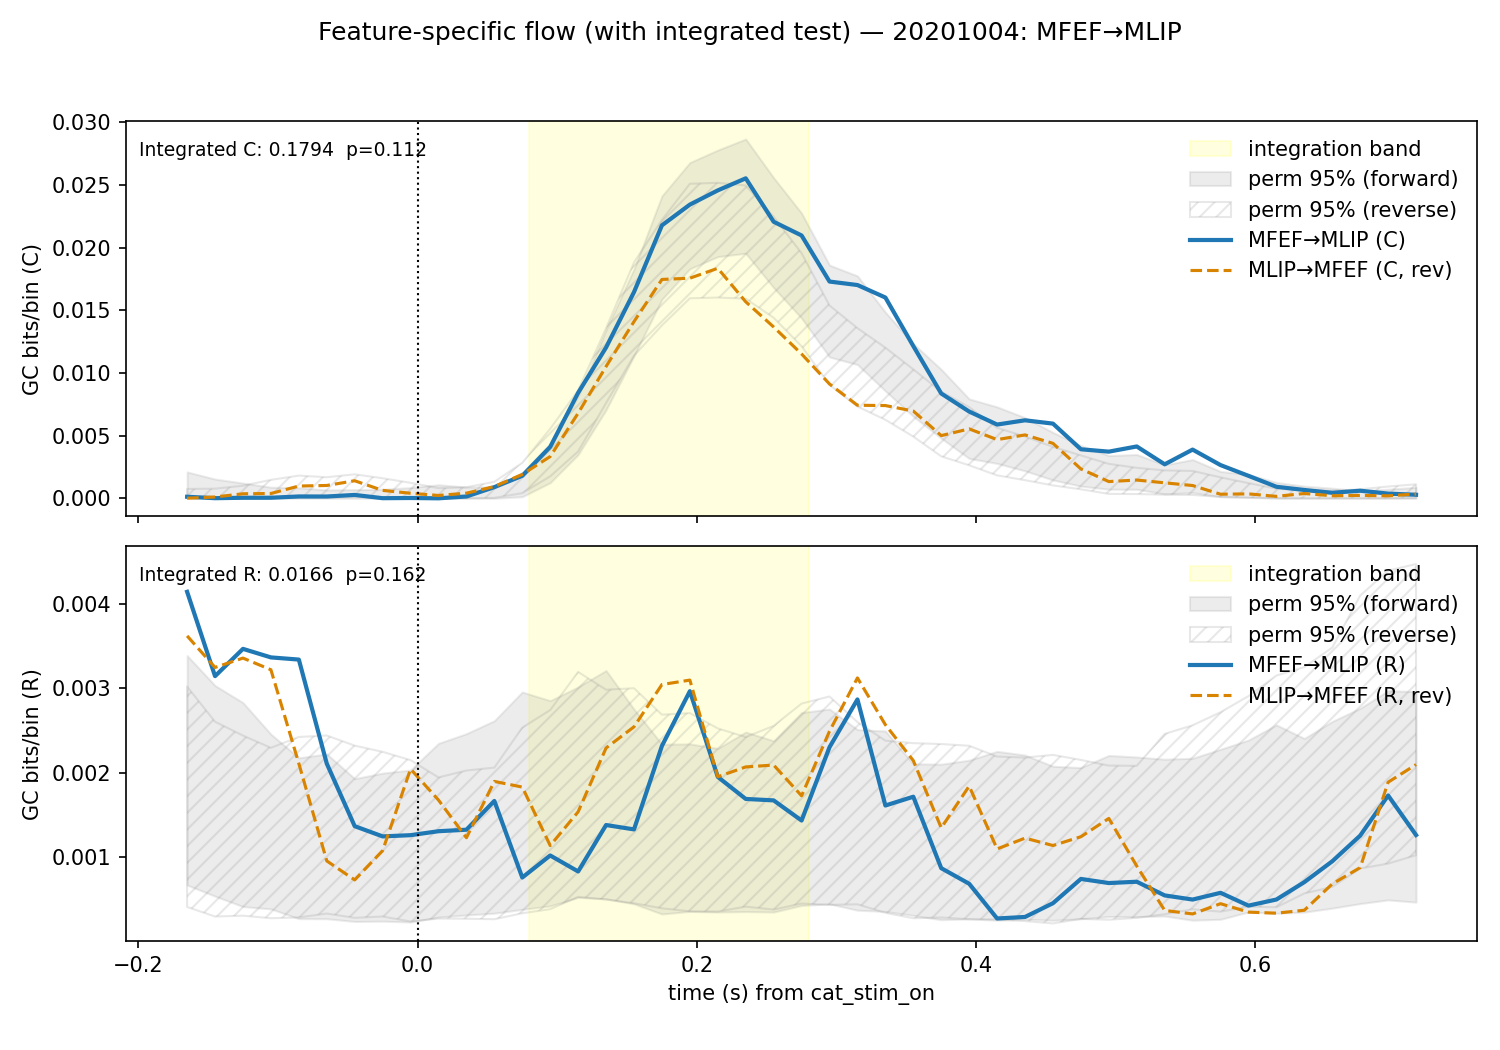 Feature-specific flow (with integrated test) — 20201004: MFEF→MLIP
Integrated C: 0.1794  p=0.112
integration band
perm 95% (forward)
perm 95% (reverse)
MFEF→MLIP (C)
MLIP→MFEF (C, rev)
GC bits/bin (C)
0.030
0.025
0.020
0.015
0.010
0.005
0.000
Integrated R: 0.0166  p=0.162
integration band
perm 95% (forward)
perm 95% (reverse)
MFEF→MLIP (R)
MLIP→MFEF (R, rev)
GC bits/bin (R)
0.004
0.003
0.002
0.001
−0.2
0.0
0.2
0.4
0.6
time (s) from cat_stim_on